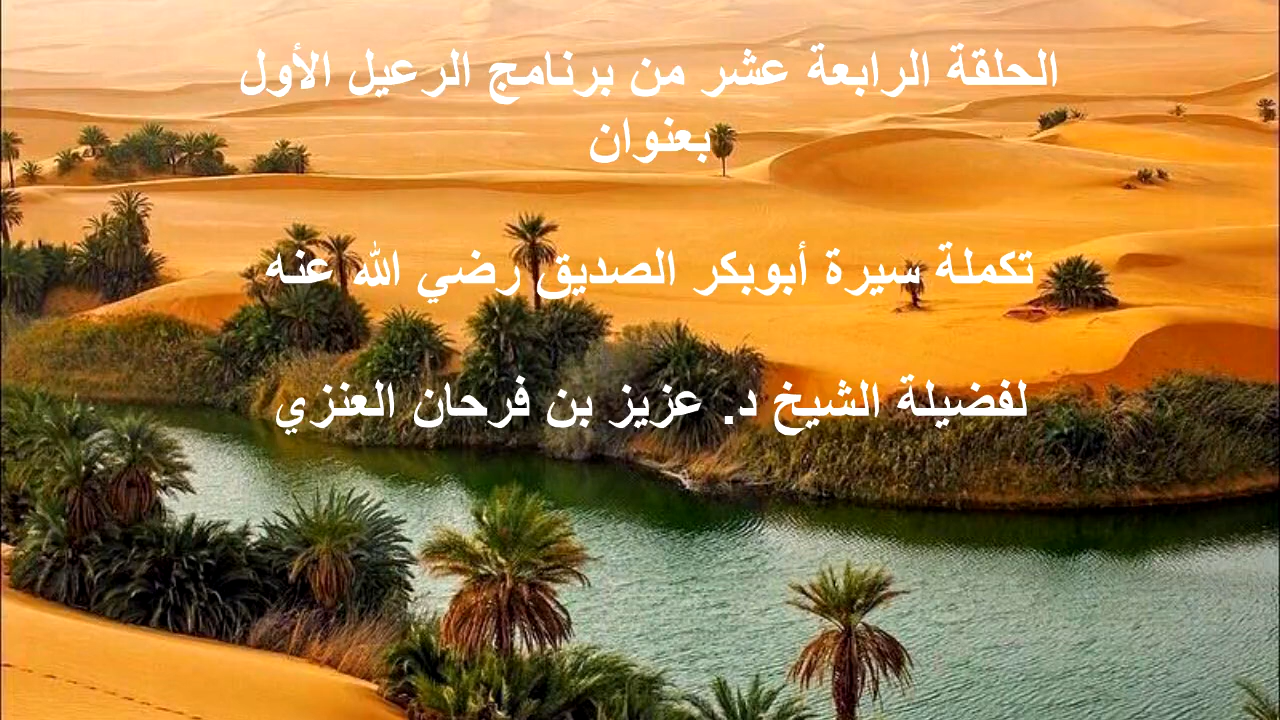 الحلقة الرابعة عشر من برنامج الرعيل الأول
بعنوان
تكملة سيرة أبوبكر الصديق رضي الله عنه
لفضيلة الشيخ د. عزيز بن فرحان العنزي